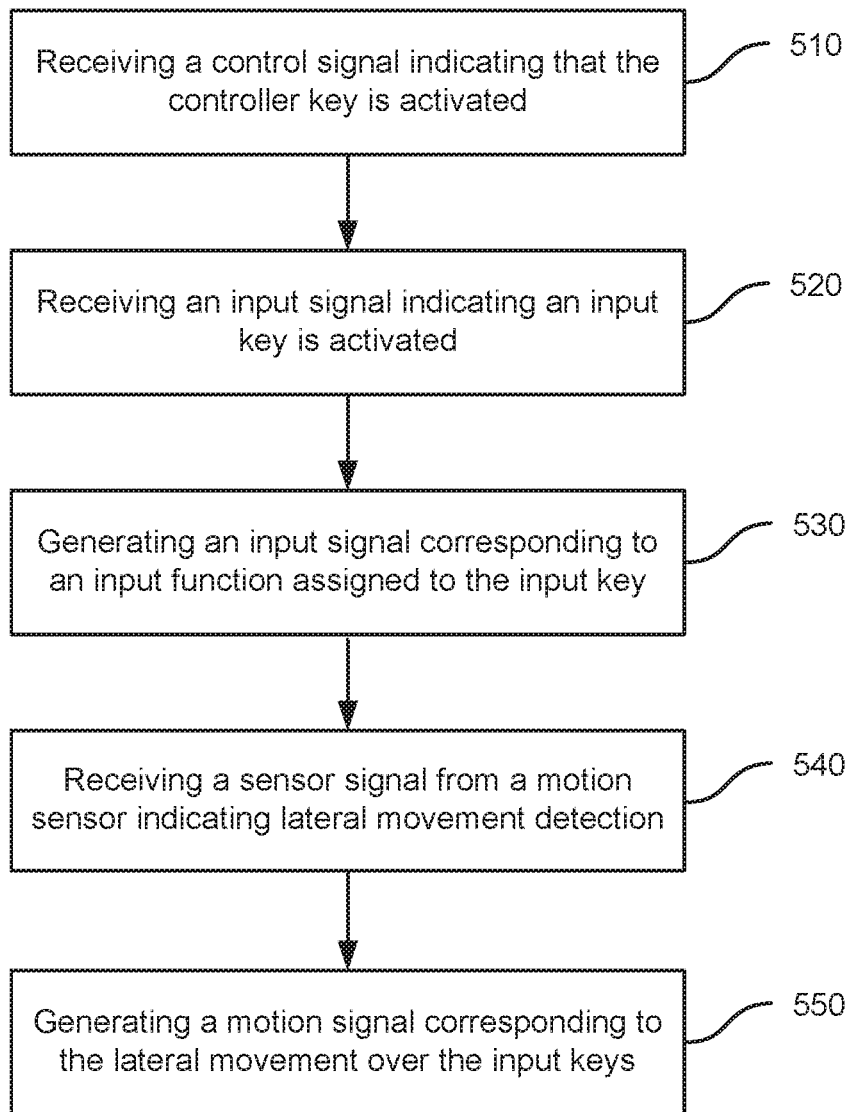 Receiving a control signal indicating that the
controller key is activated
510
Receiving an input signal indicating an input
key is activated
520
Generating an input signal corresponding to
an input function assigned to the input key
530
Receiving a sensor signal from a motion
sensor indicating lateral movement detection
540
Generating a motion signal corresponding to
the lateral movement over the input keys
550